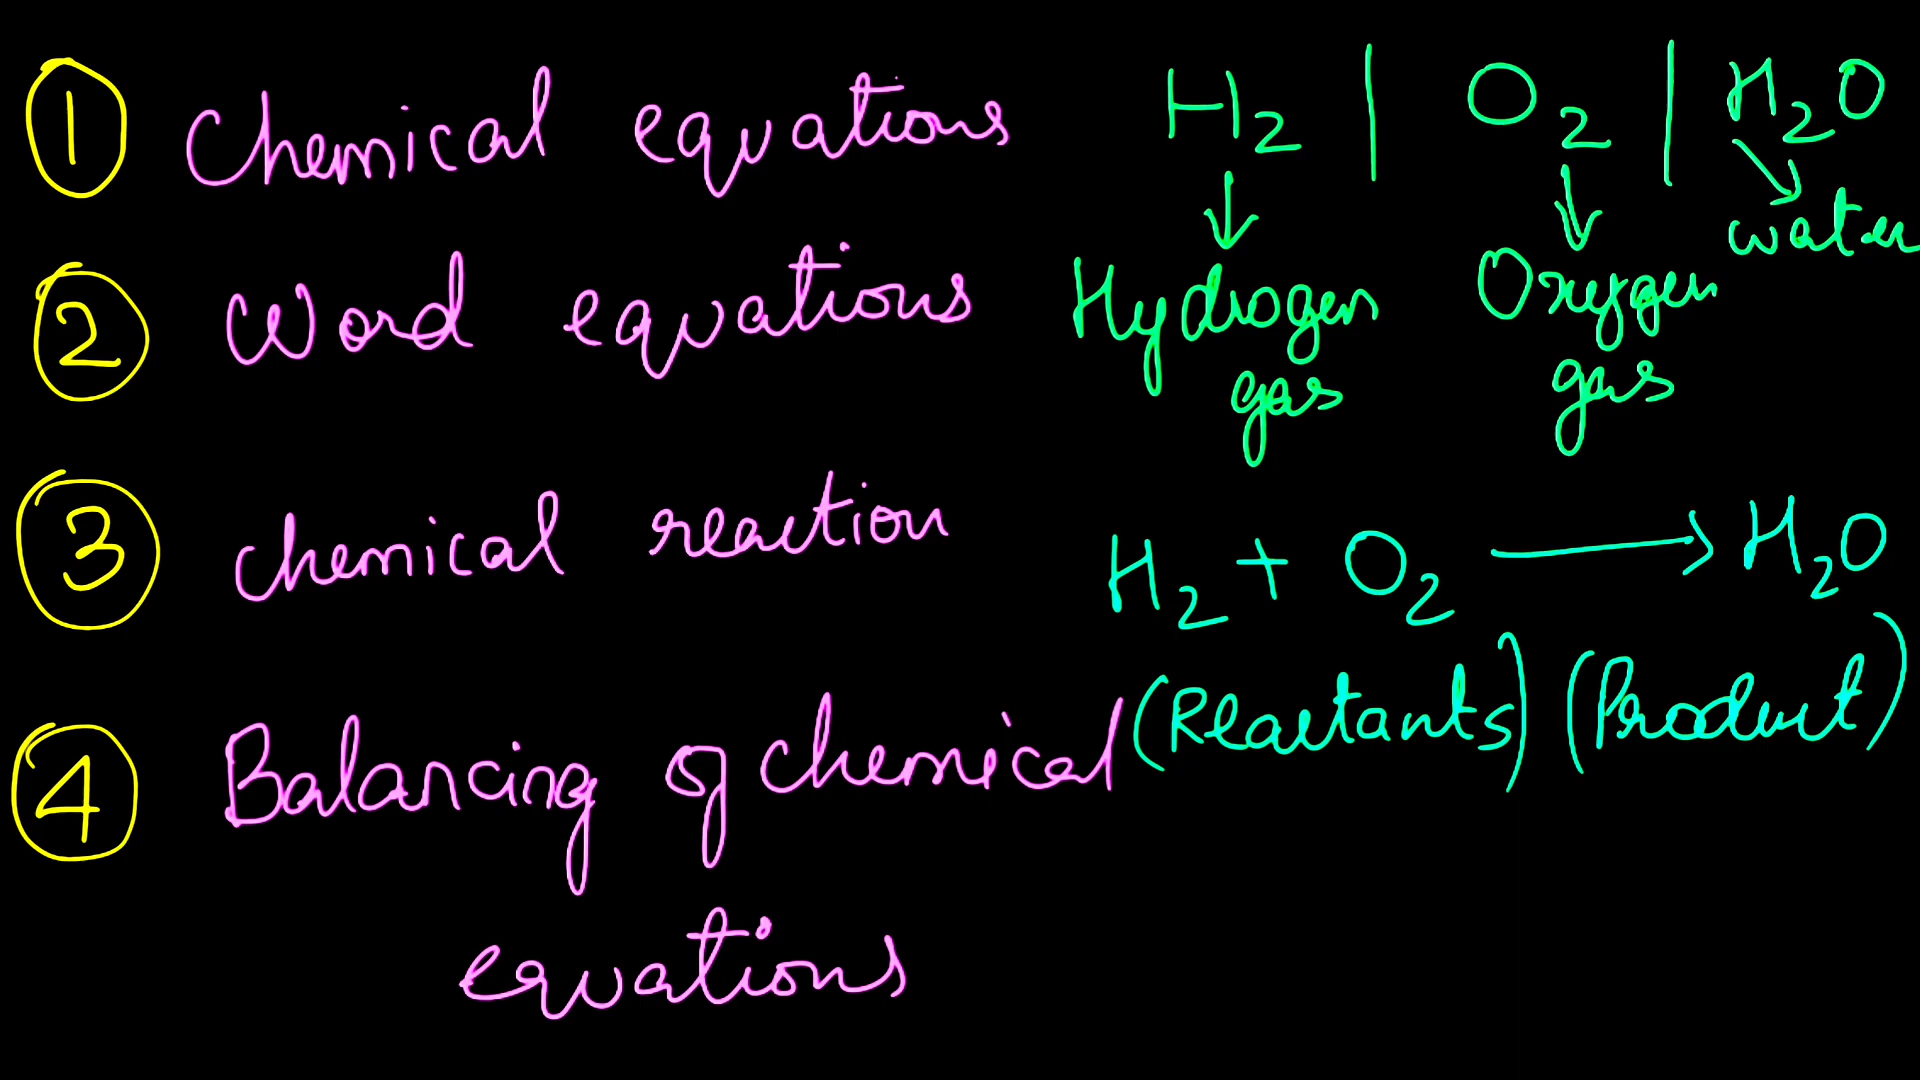 1 Chemical equations H2 | O2 | H2O
water
2 Word equations Hydrogen gas Oxygen gas
3 chemical reaction H2 + O2 → H2O
(Reactants) (Product)
4 Balancing of chemical
equations